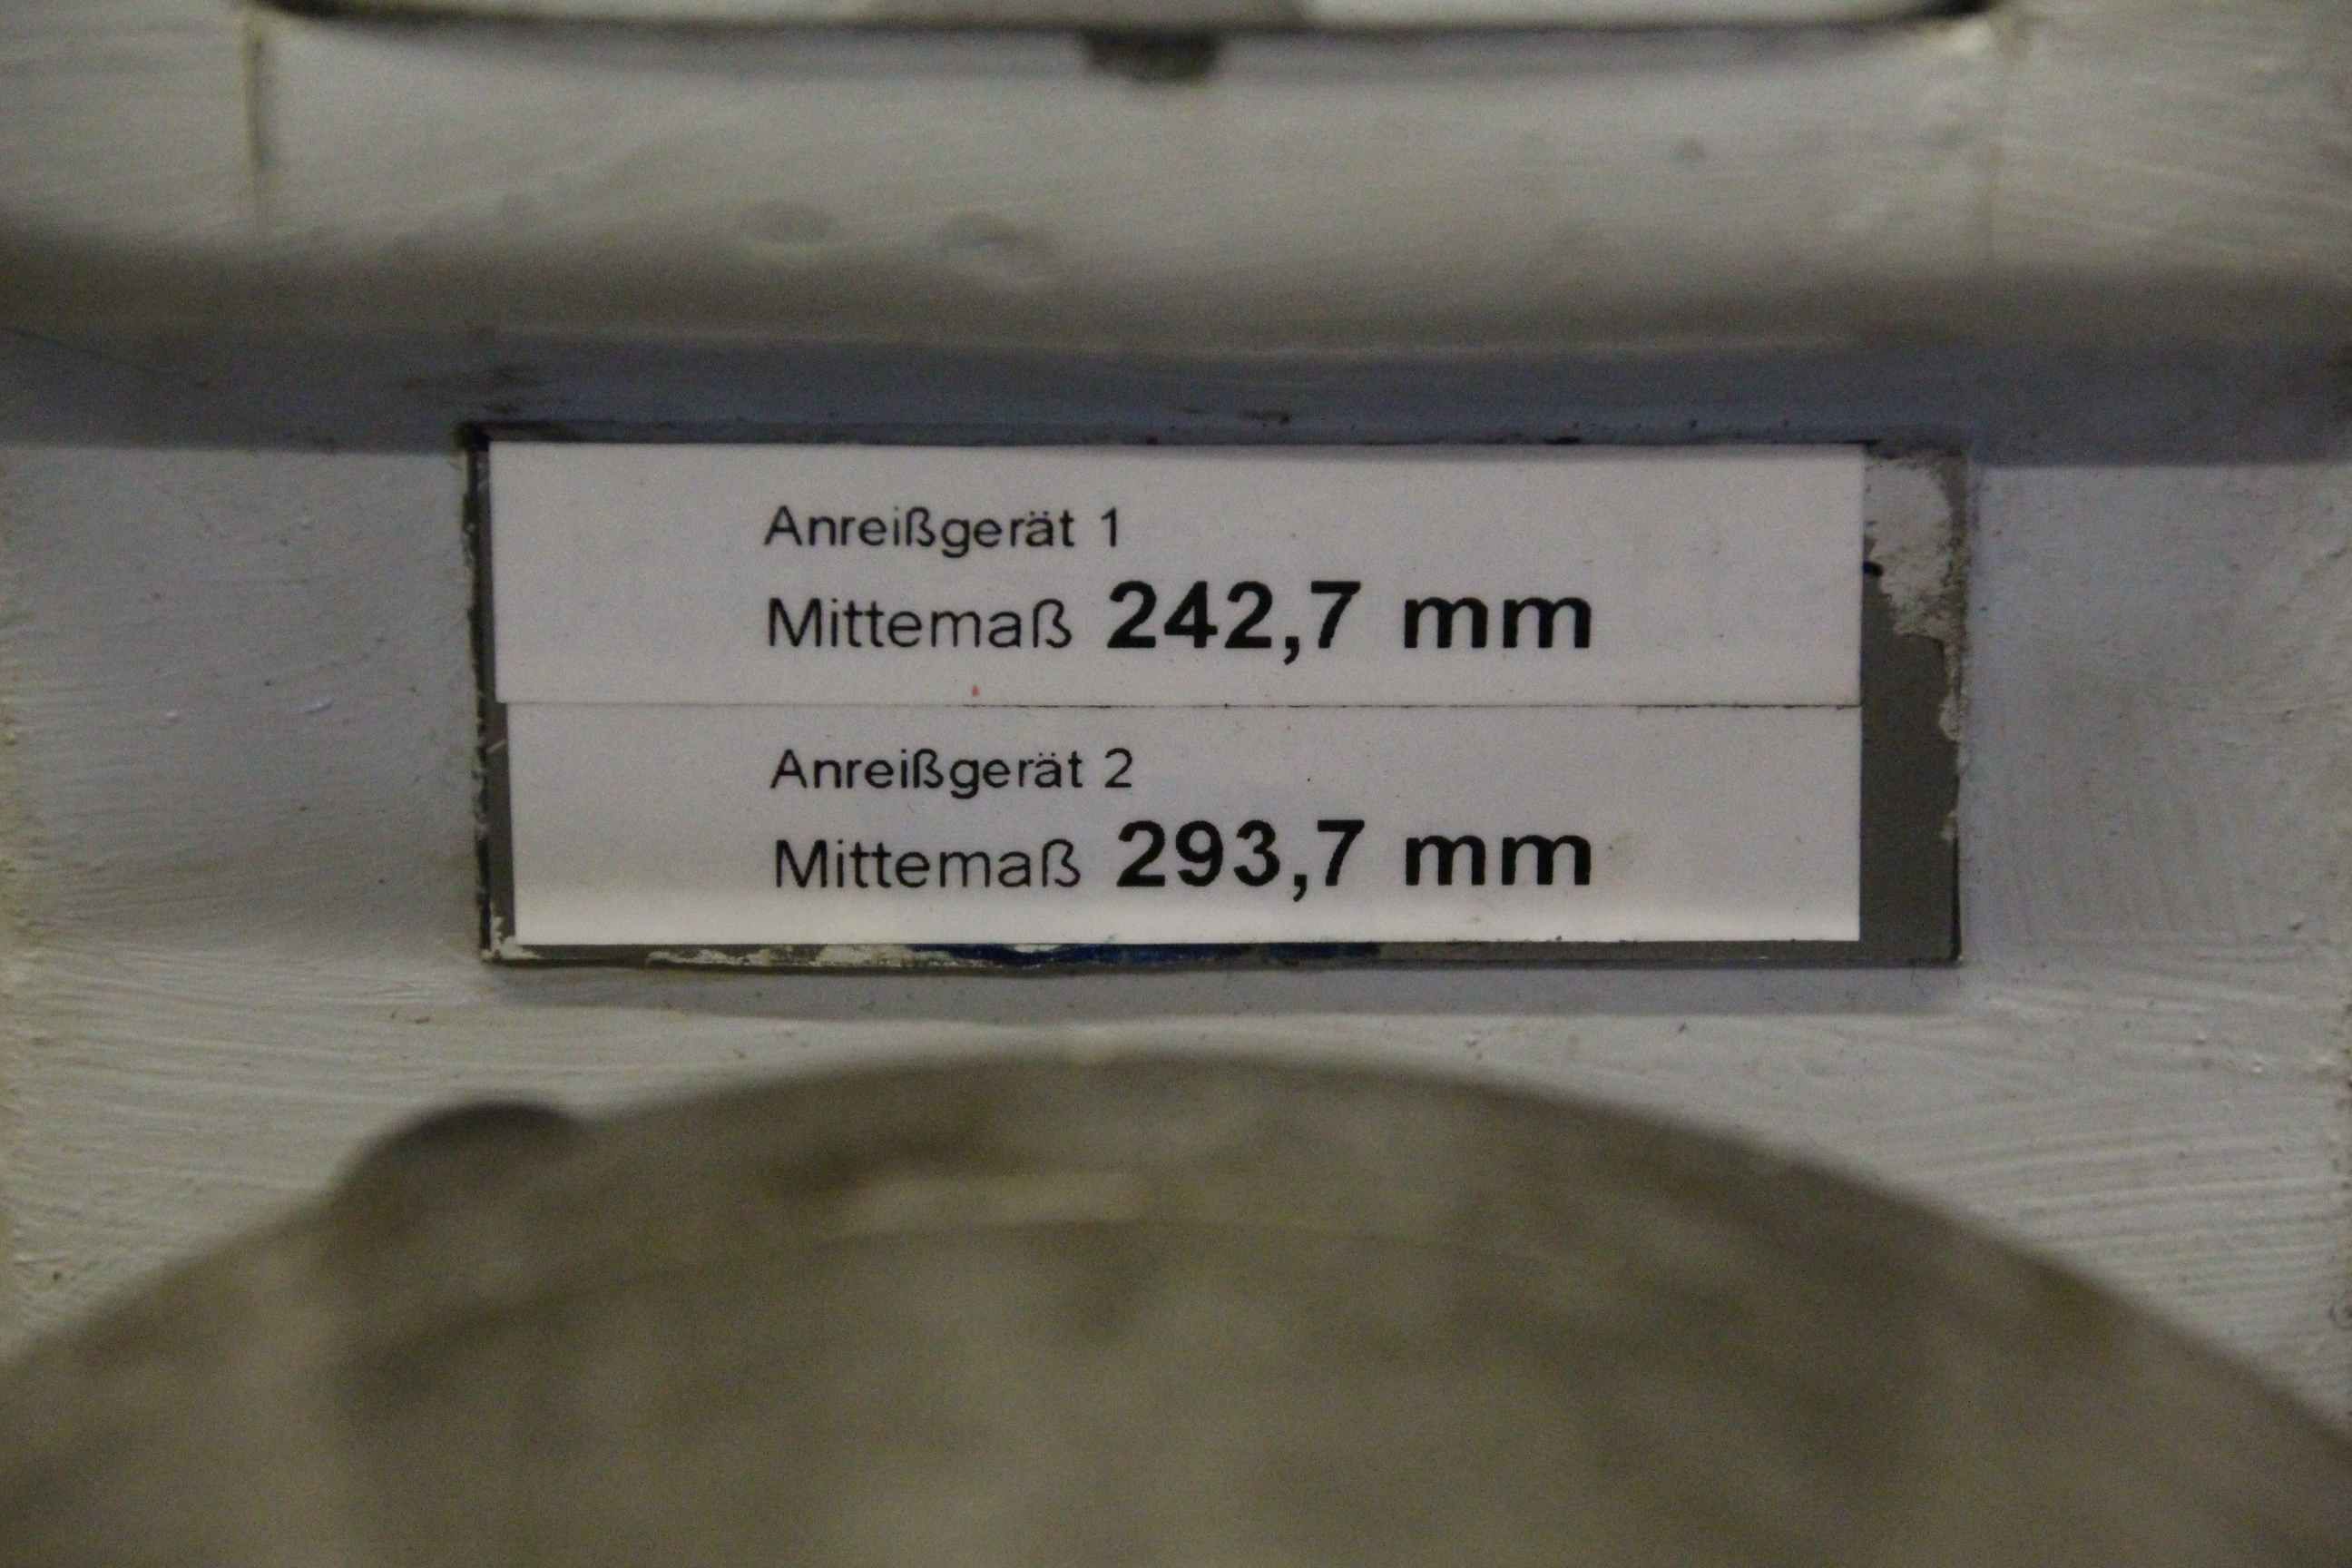 Anreißgerät 1
Mittemaß 242,7 mm
Anreißgerät 2
Mittemaß 293,7 mm